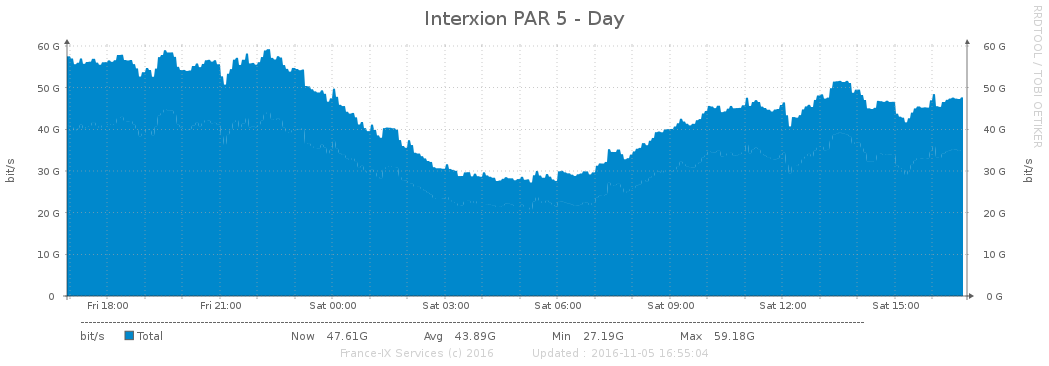 Interxion PAR 5 - Day
RRDTOOL / TOBI OETIKER
60 G 60 G
50 G 50 G
40 G 40 G
30 G 30 G
20 G 20 G
10 G 10 G
0 0 G
bit/s bit/s
Fri 18:00 Fri 21:00 Sat 00:00 Sat 03:00 Sat 06:00 Sat 09:00 Sat 12:00 Sat 15:00
bit/s Total Now 47.61G Avg 43.89G Min 27.19G Max 59.18G
France-IX Services (c) 2016 Updated : 2016-11-05 16:55:04